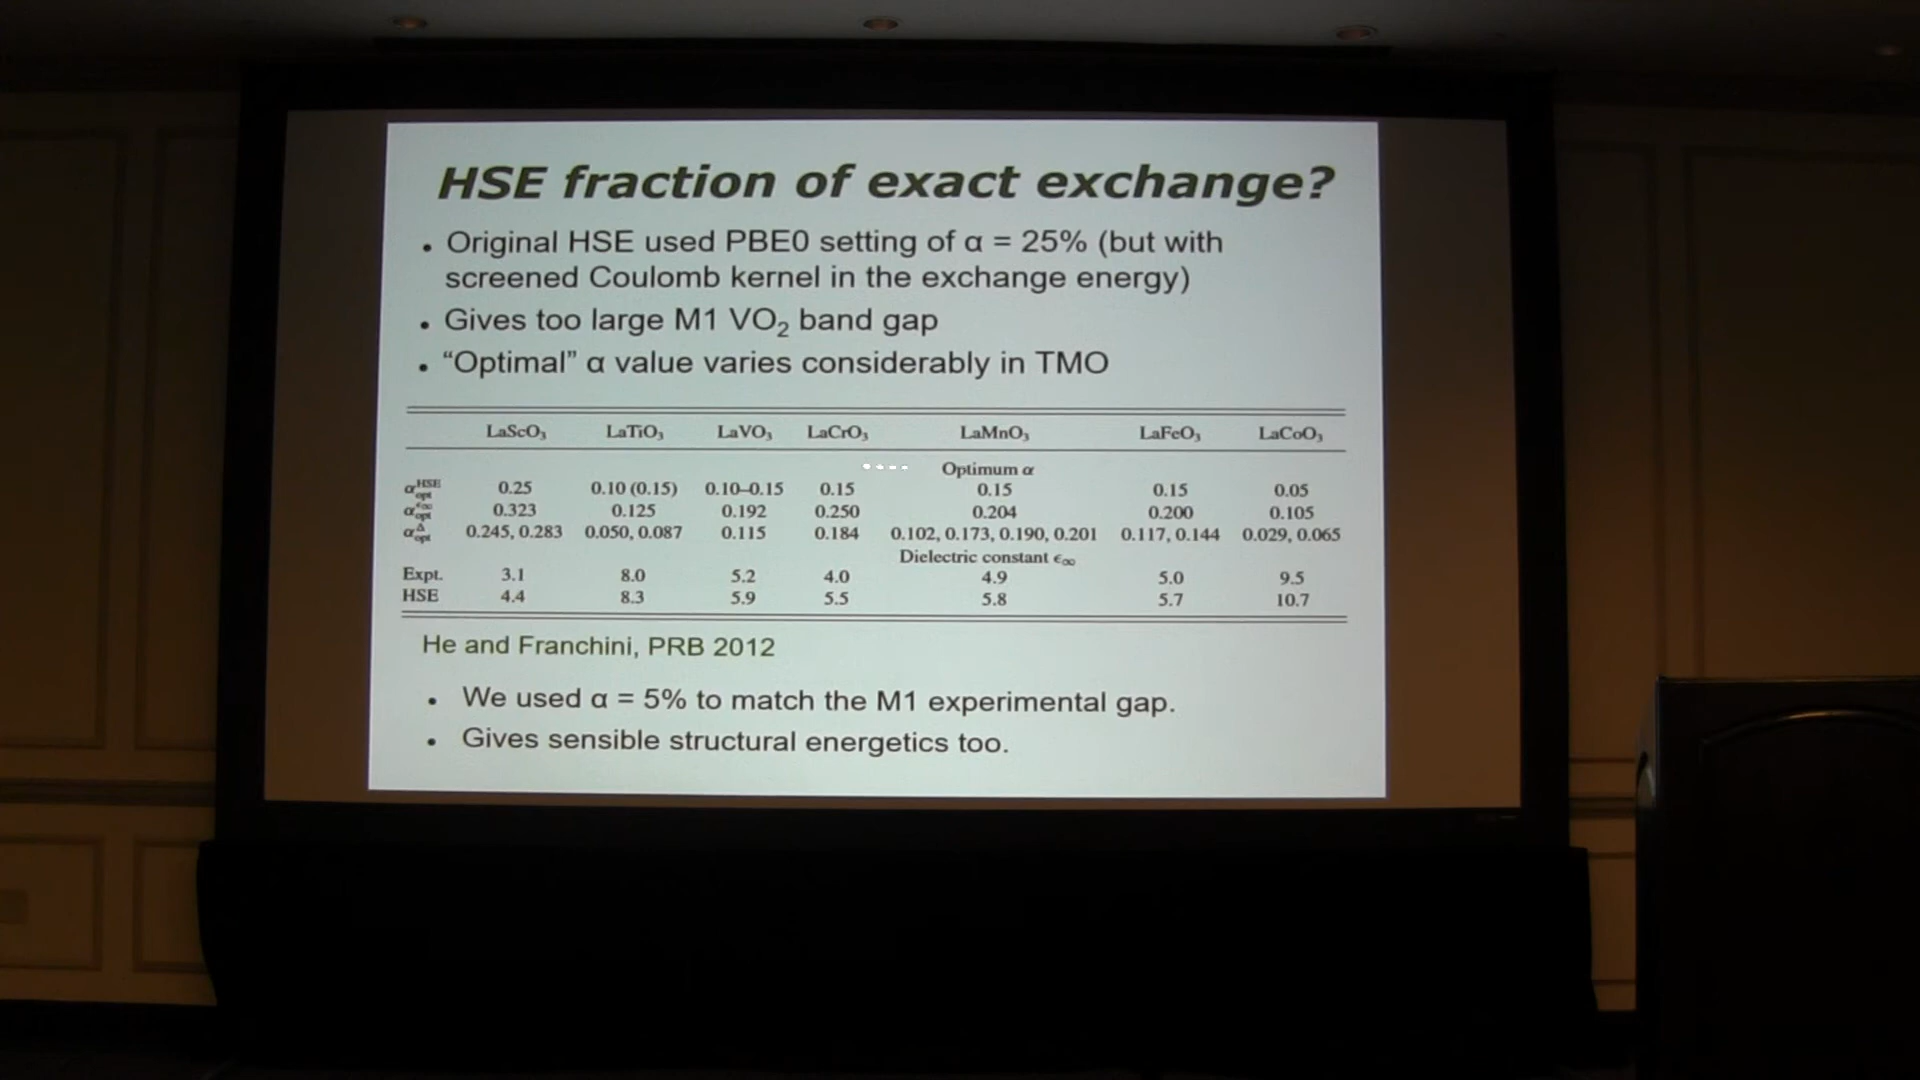 HSE fraction of exact exchange?
• Original HSE used PBE0 setting of α = 25% (but with
screened Coulomb kernel in the exchange energy)
• Gives too large M1 VO₂ band gap
• “Optimal” α value varies considerably in TMO
LaScO₃ LaTiO₃ LaVO₃ LaCrO₃ LaMnO₃ LaFeO₃ LaCoO₃
Optimum α
α_opt^HSE 0.25 0.10 (0.15) 0.10–0.15 0.15 0.15 0.15 0.05
α_opt^ϵ∞ 0.323 0.125 0.192 0.250 0.204 0.200 0.105
α_opt^Δ 0.245, 0.283 0.050, 0.087 0.115 0.184 0.102, 0.173, 0.190, 0.201 0.117, 0.144 0.029, 0.065
Dielectric constant ϵ∞
Expt. 3.1 8.0 5.2 4.0 4.9 5.0 9.5
HSE 4.4 8.3 5.9 5.5 5.8 5.7 10.7
He and Franchini, PRB 2012
• We used α = 5% to match the M1 experimental gap.
• Gives sensible structural energetics too.